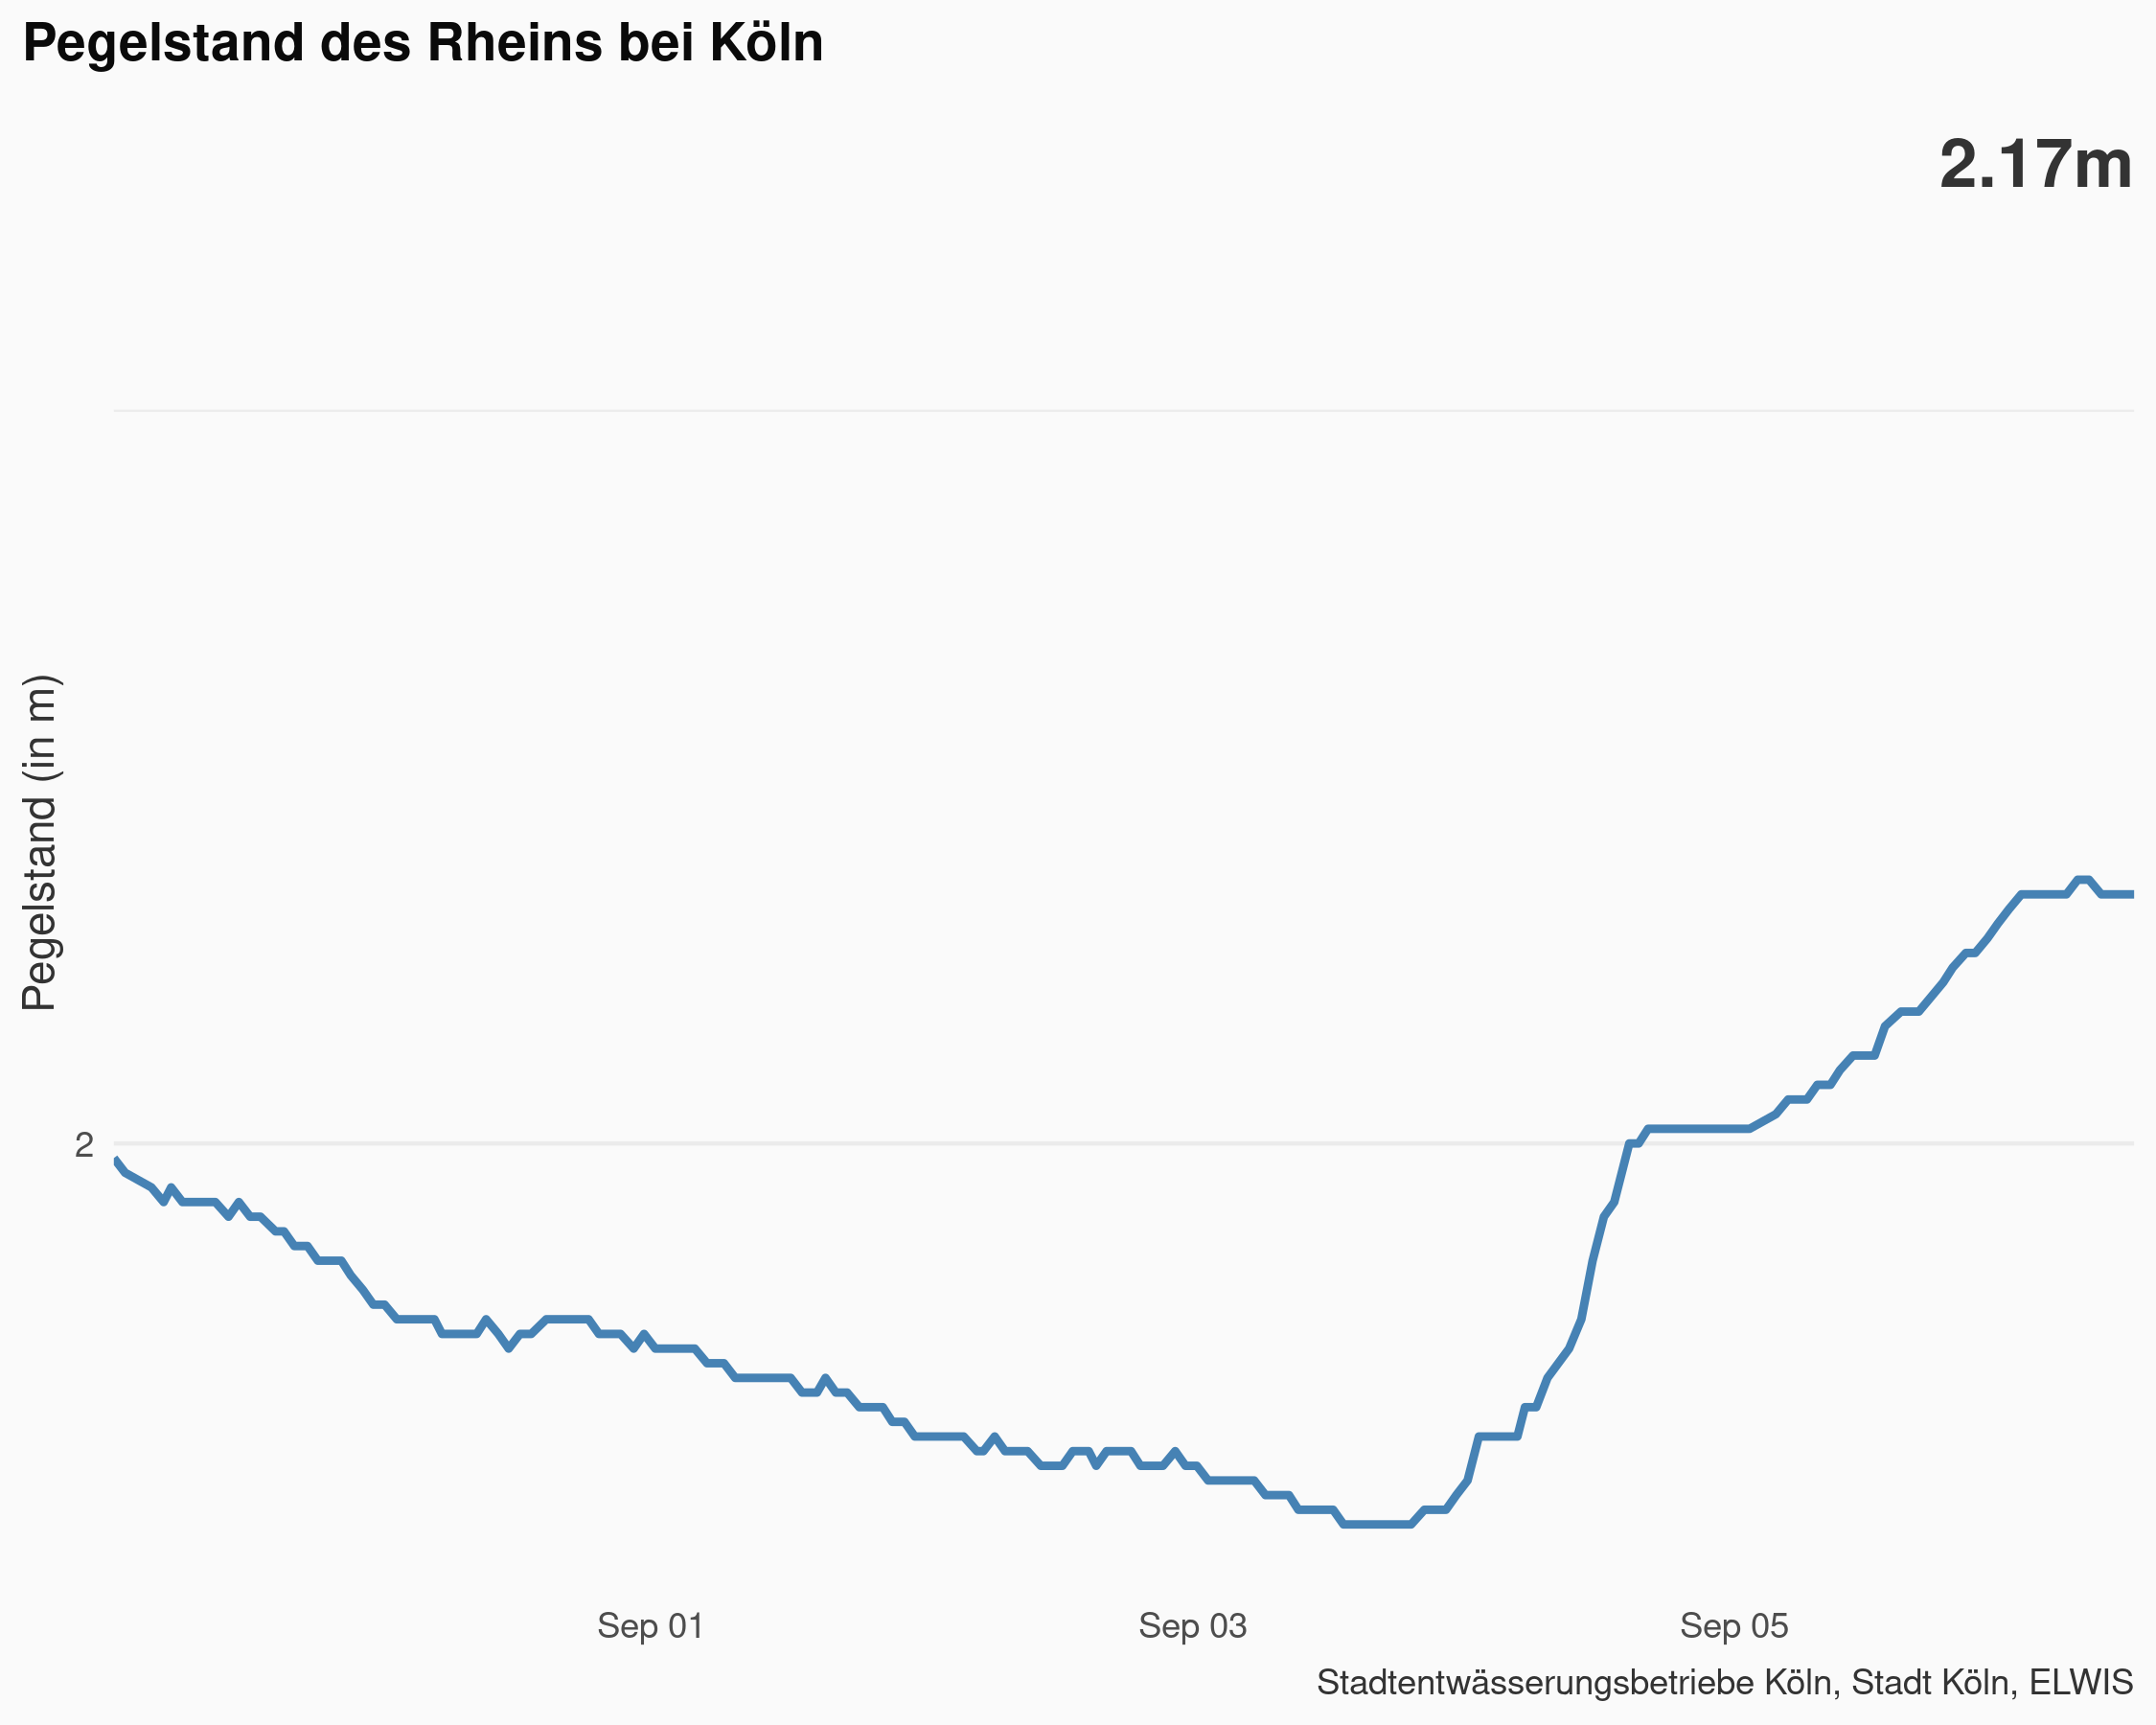 Pegelstand des Rheins bei Köln
2.17m
Pegelstand (in m)
2
Sep 01
Sep 03
Sep 05
Stadtentwässerungsbetriebe Köln, Stadt Köln, ELWIS